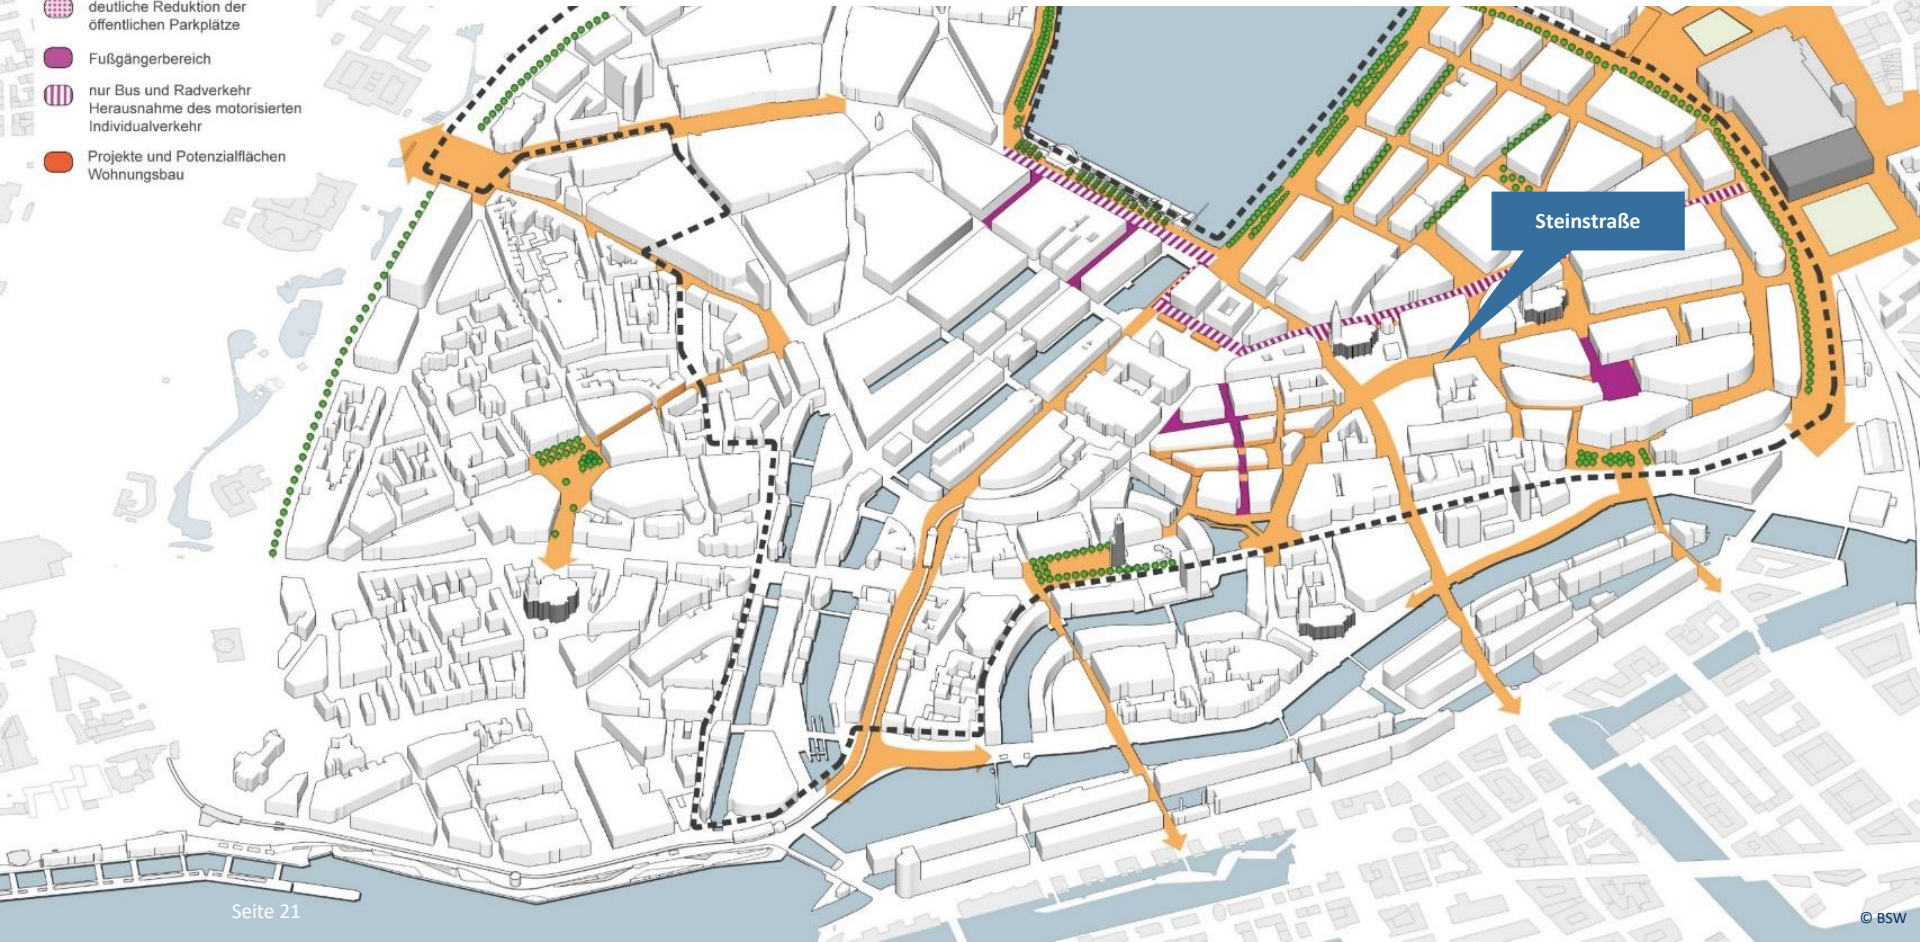 deutliche Reduktion der
öffentlichen Parkplätze
Fußgängerbereich
nur Bus und Radverkehr
Herausnahme des motorisierten
Individualverkehr
Projekte und Potenzialflächen
Wohnungsbau
Steinstraße
Seite 21
© BSW